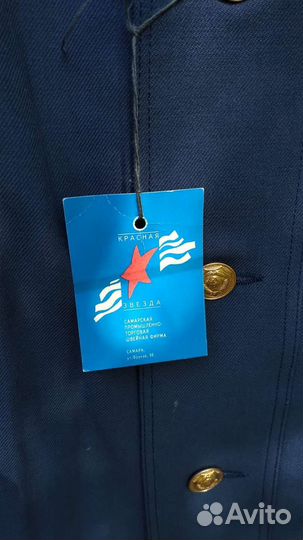 КРАСНАЯ
ЗВЕЗДА
САМАРСКАЯ
ПРОМЫШЛЕННО-
ТОРГОВАЯ
ШВЕЙНАЯ ФИРМА
САМАРА,
Avito